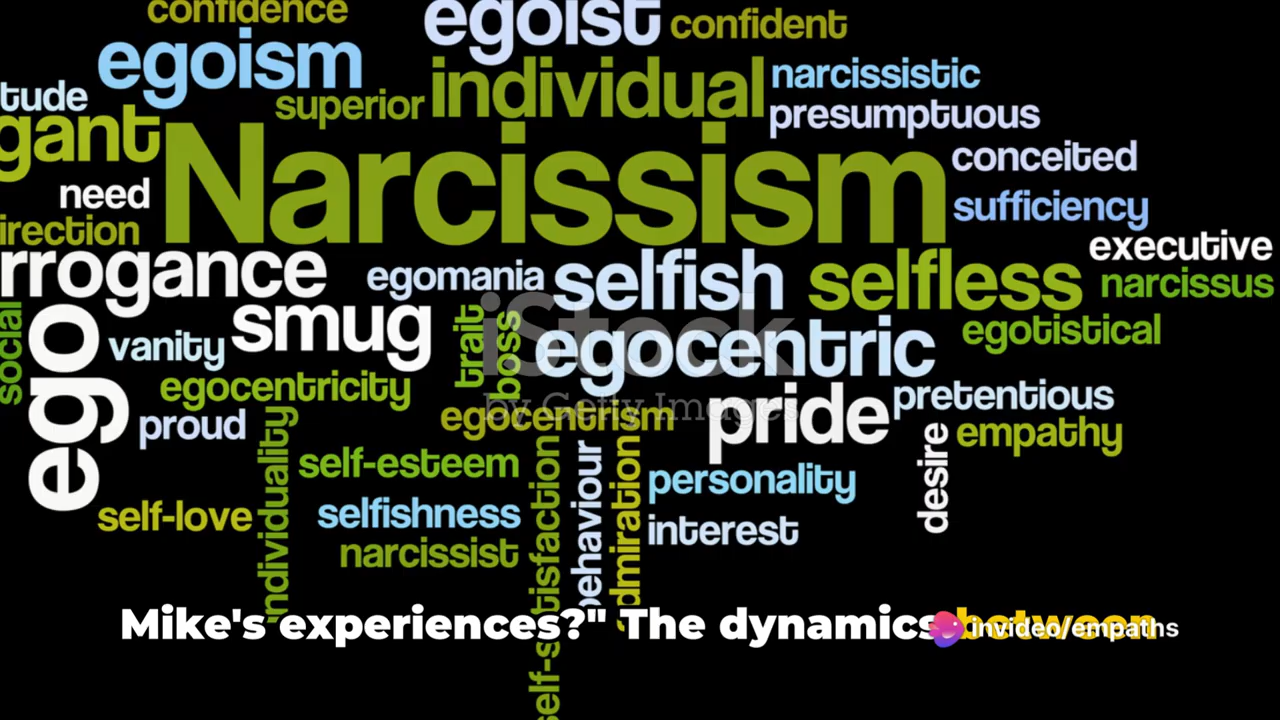 confidence
egoist
confident
egoism
individual
narcissistic
tude
superior
presumptuous
gant
Narcissism
conceited
need
sufficiency
irection
executive
rrogance
egomania
selfish
selfless
narcissus
social
ego
vanity
smug
trait
boss
egocentric
egotistical
iStock
by Getty Images
egocentricity
pride
pretentious
proud
individuality
egocentrism
empathy
desire
self-esteem
self-satisfaction
behaviour
admiration
personality
self-love
selfishness
interest
narcissist
Mike's experiences?" The dynamics between
invideo/empaths